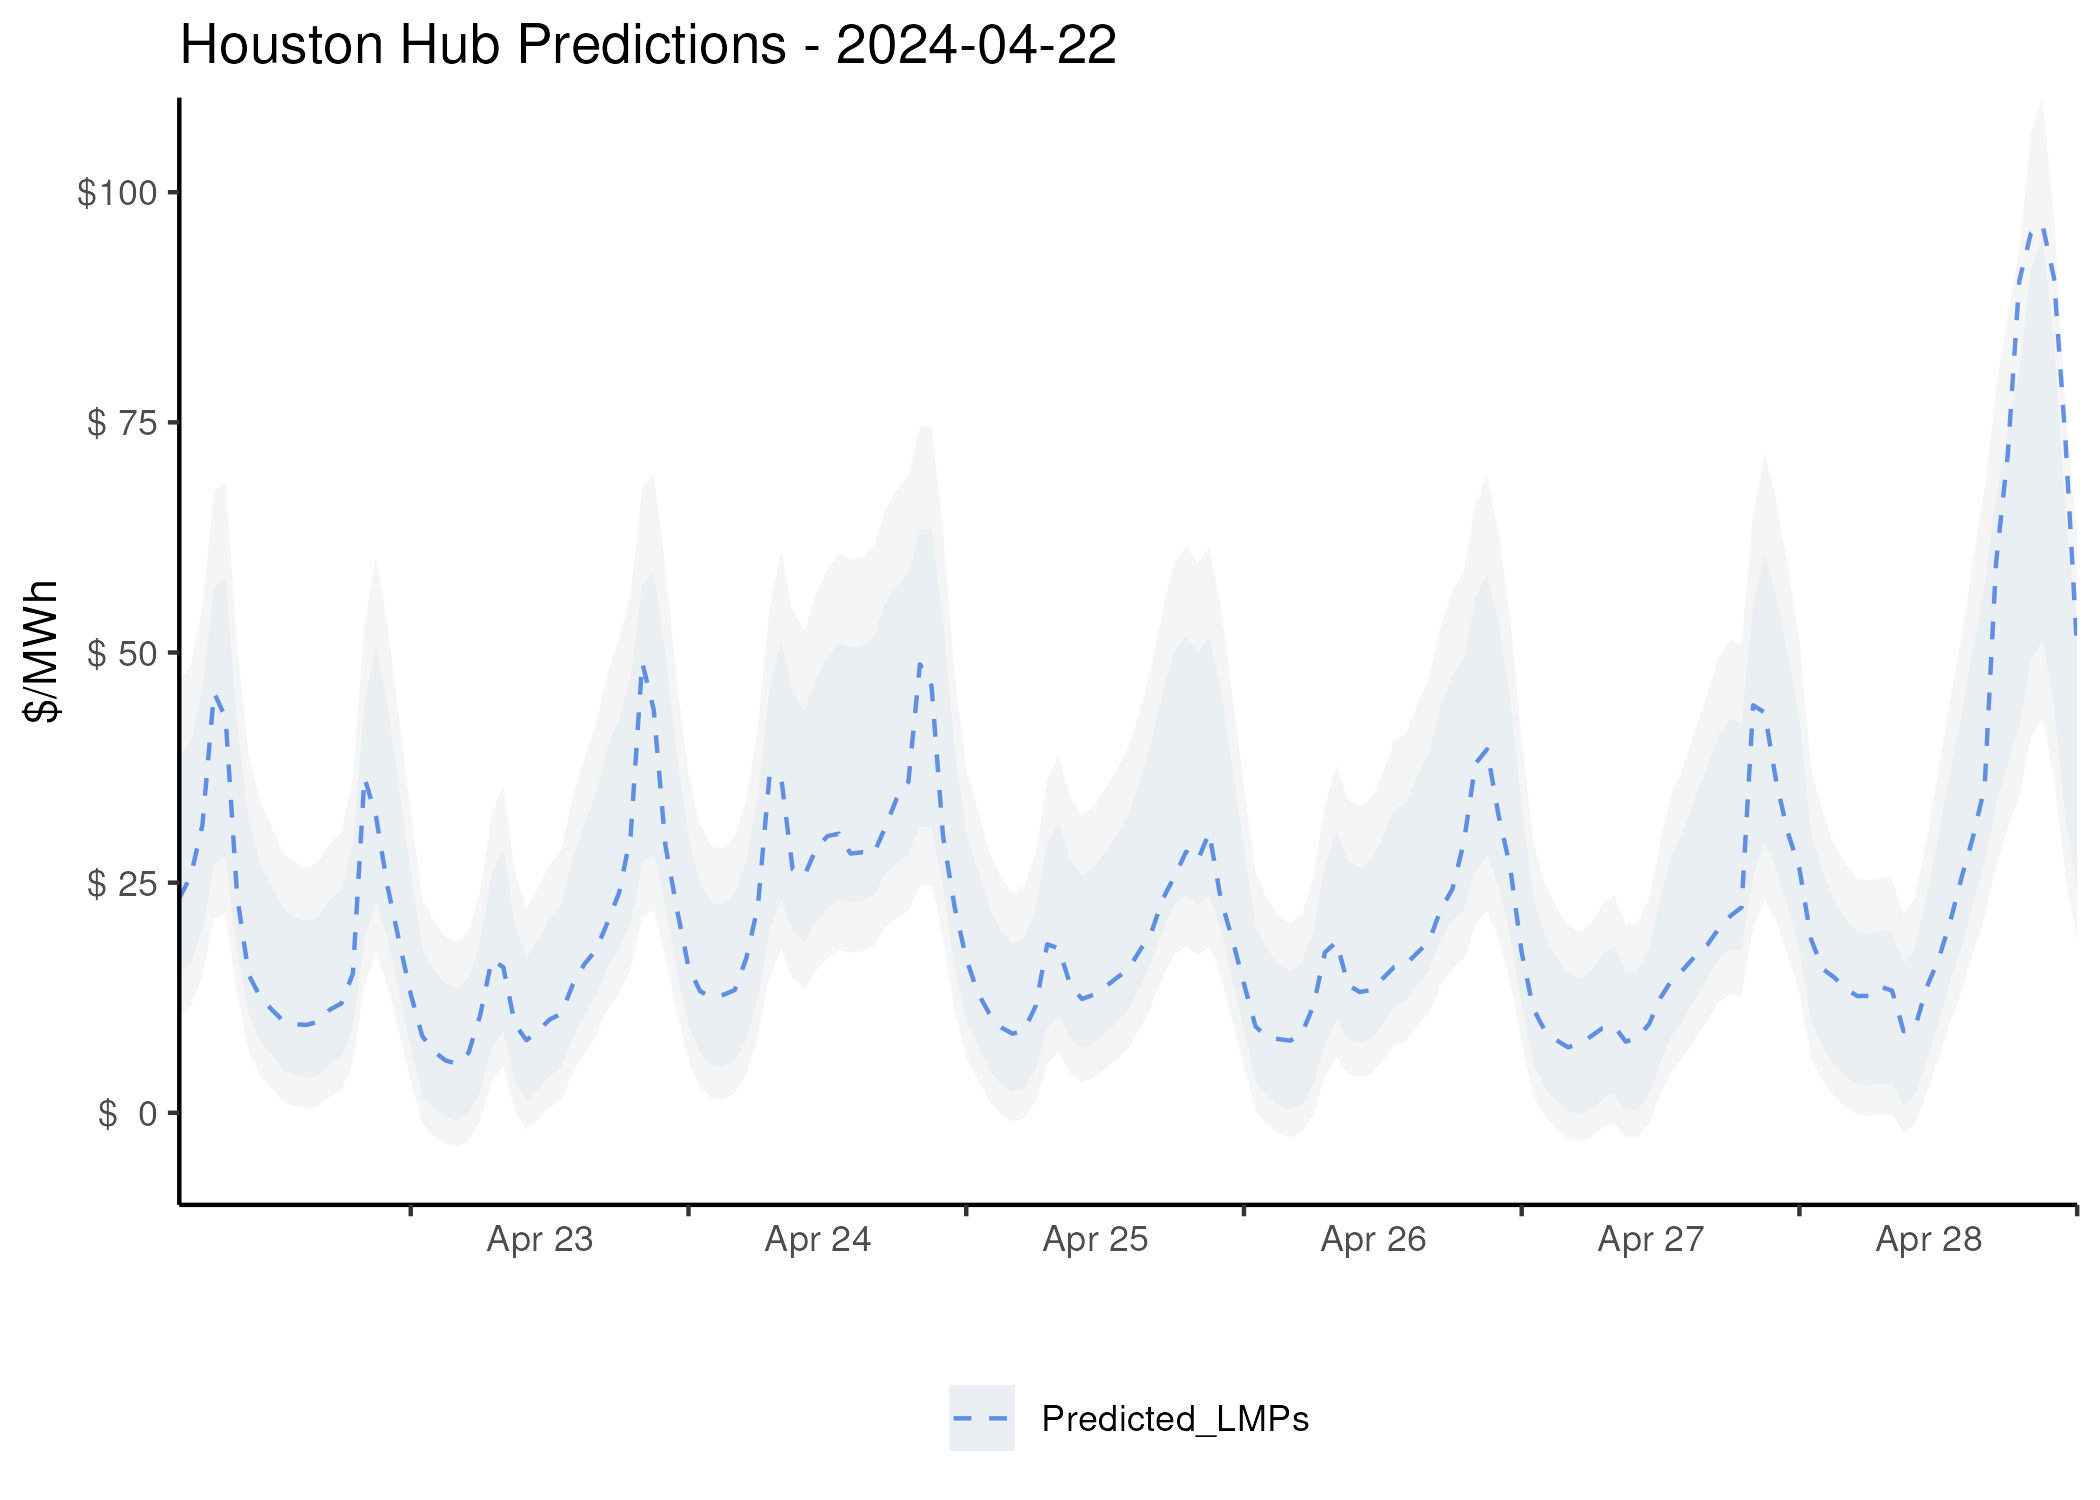 Houston Hub Predictions - 2024-04-22
$100
$ 75
$ 50
$ 25
$  0
$/MWh
Apr 23 Apr 24 Apr 25 Apr 26 Apr 27 Apr 28
Predicted_LMPs